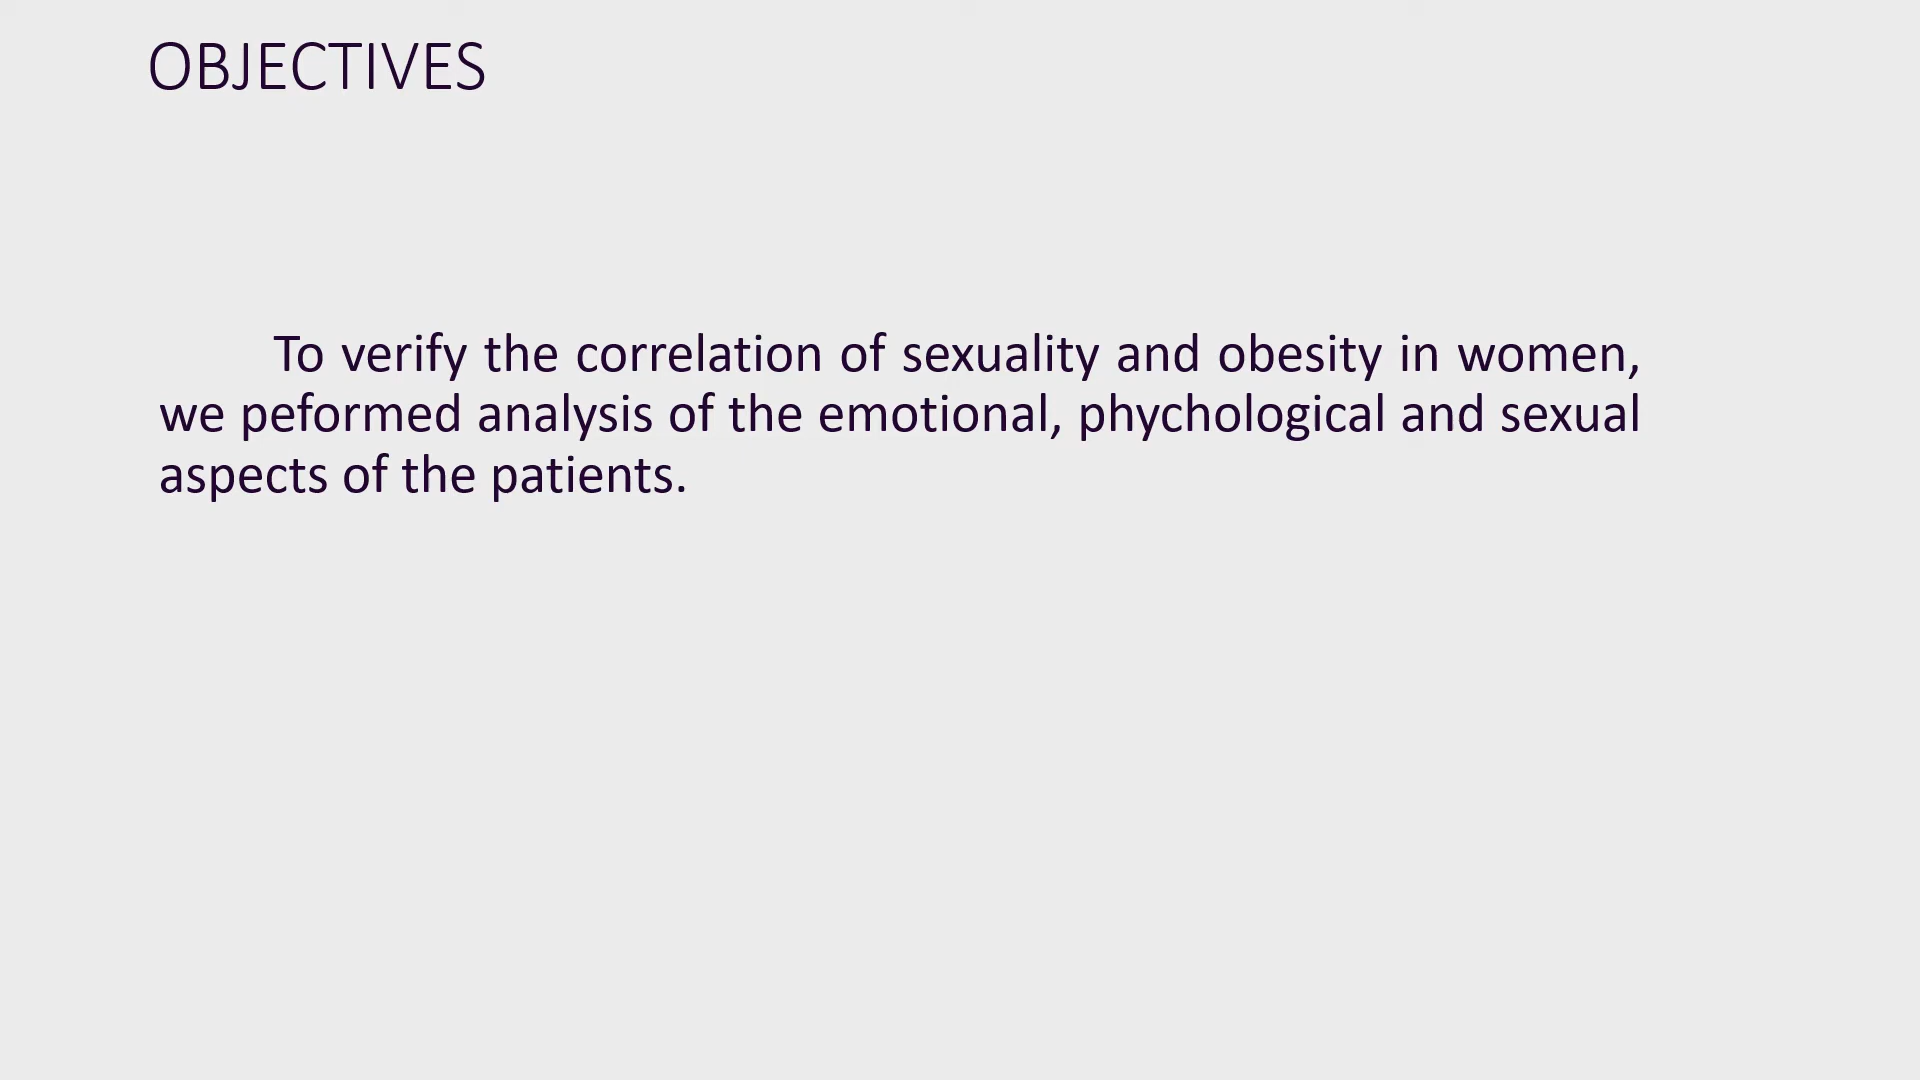 OBJECTIVES
To verify the correlation of sexuality and obesity in women,
we peformed analysis of the emotional, phychological and sexual
aspects of the patients.